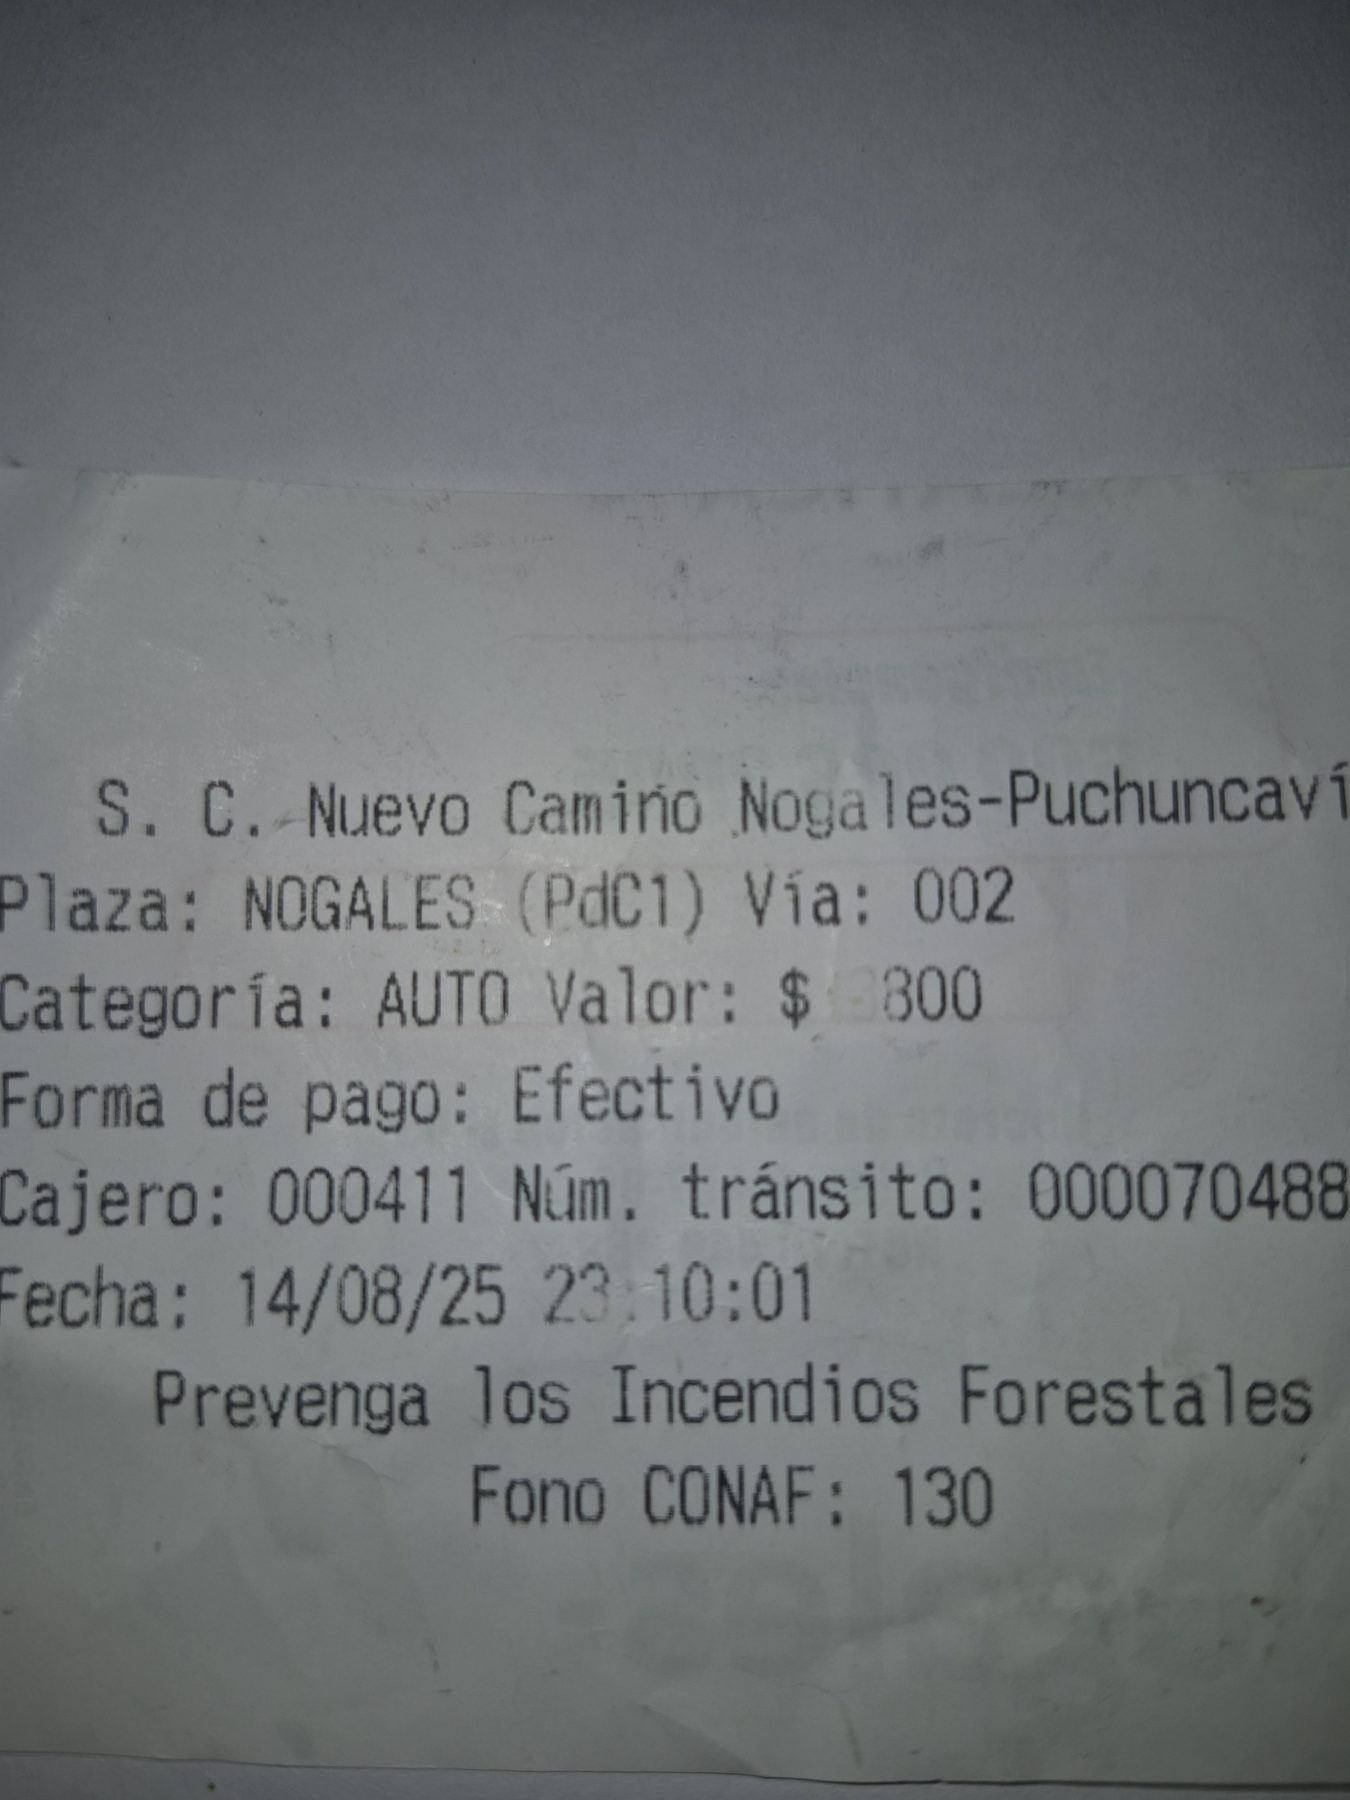 S. C. Nuevo Camino Nogales-Puchuncaví
Plaza: NOGALES (PdC1) Vía: 002
Categoría: AUTO Valor: $
Forma de pago: Efectivo
Cajero: 000411 Núm. tránsito: 000070488
Fecha: 14/08/25 23:10:01
Prevenga los Incendios Forestales
Fono CONAF: 130